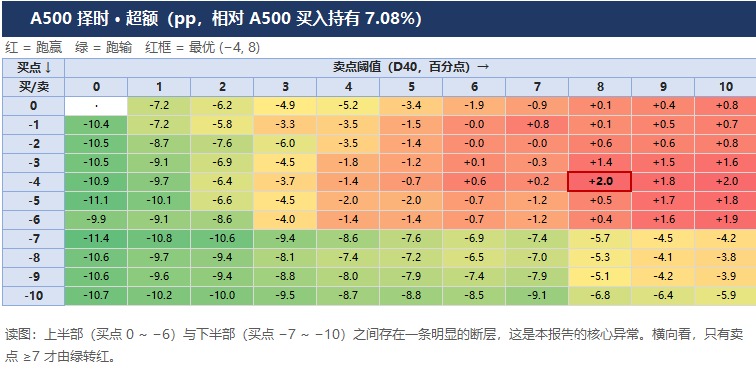 A500 择时 • 超额（pp，相对 A500 买入持有 7.08%）
红 = 跑赢 绿 = 跑输 红框 = 最优 (−4, 8)
买点 ↓ 卖点阈值（D40，百分点）→
买/卖 0 1 2 3 4 5 6 7 8 9 10
0 · -7.2 -6.2 -4.9 -5.2 -3.4 -1.9 -0.9 +0.1 +0.4 +0.8
-1 -10.4 -7.2 -5.8 -3.3 -3.5 -1.5 -0.0 +0.8 +0.1 +0.5 +0.7
-2 -10.5 -8.7 -7.6 -6.0 -3.5 -1.4 -0.0 -0.0 +0.6 +0.6 +0.8
-3 -10.5 -9.1 -6.9 -4.5 -1.8 -1.2 +0.1 -0.3 +1.4 +1.5 +1.6
-4 -10.9 -9.7 -6.4 -3.7 -1.4 -0.7 +0.6 +0.2 +2.0 +1.8 +2.0
-5 -11.1 -10.1 -6.6 -4.5 -2.0 -2.0 -0.7 -1.2 +0.5 +1.7 +1.8
-6 -9.9 -9.1 -8.6 -4.0 -1.4 -1.4 -0.7 -1.2 +0.4 +1.6 +1.9
-7 -11.4 -10.8 -10.6 -9.4 -8.6 -7.6 -6.9 -7.4 -5.7 -4.5 -4.2
-8 -10.6 -9.7 -9.4 -8.1 -7.4 -7.2 -6.5 -7.0 -5.3 -4.1 -3.8
-9 -10.6 -9.6 -9.4 -8.8 -8.0 -7.9 -7.4 -7.9 -5.1 -4.2 -3.9
-10 -10.7 -10.2 -10.0 -9.5 -8.7 -8.8 -8.5 -9.1 -6.8 -6.4 -5.9
读图：上半部（买点 0 ~ −6）与下半部（买点 −7 ~ −10）之间存在一条明显的断层，这是本报告的核心异常。横向看，只有卖
点 ≥7 才由绿转红。